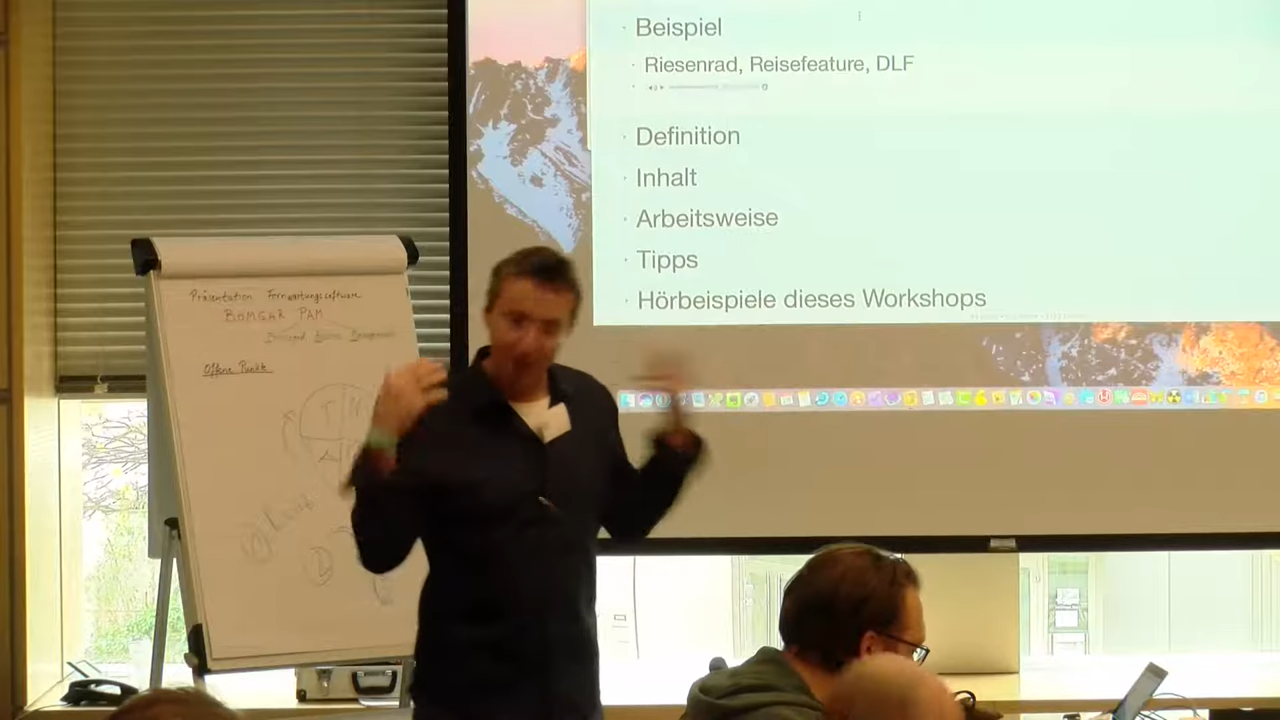 Beispiel
Riesenrad, Reisefeature, DLF
Definition
Inhalt
Arbeitsweise
Tipps
Hörbeispiele dieses Workshops
Präsentation Fernwartungssoftware
BOMGAR PAM
Offene Punkte